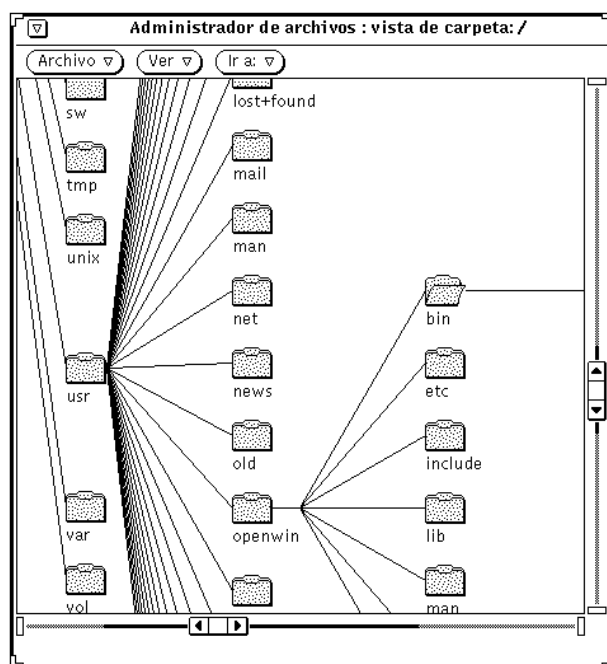 Administrador de archivos : vista de carpeta: /
Archivo Ver Ir a:
sw
tmp
unix
usr
var
vol
lost+found
mail
man
net
news
old
openwin
bin
etc
include
lib
man